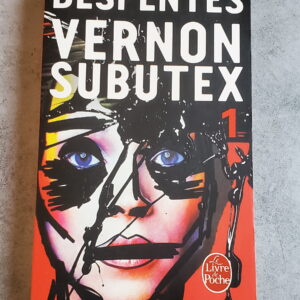 DESPENTES
VERNON
SUBUTEX
1
Le
Livre
de
Poche